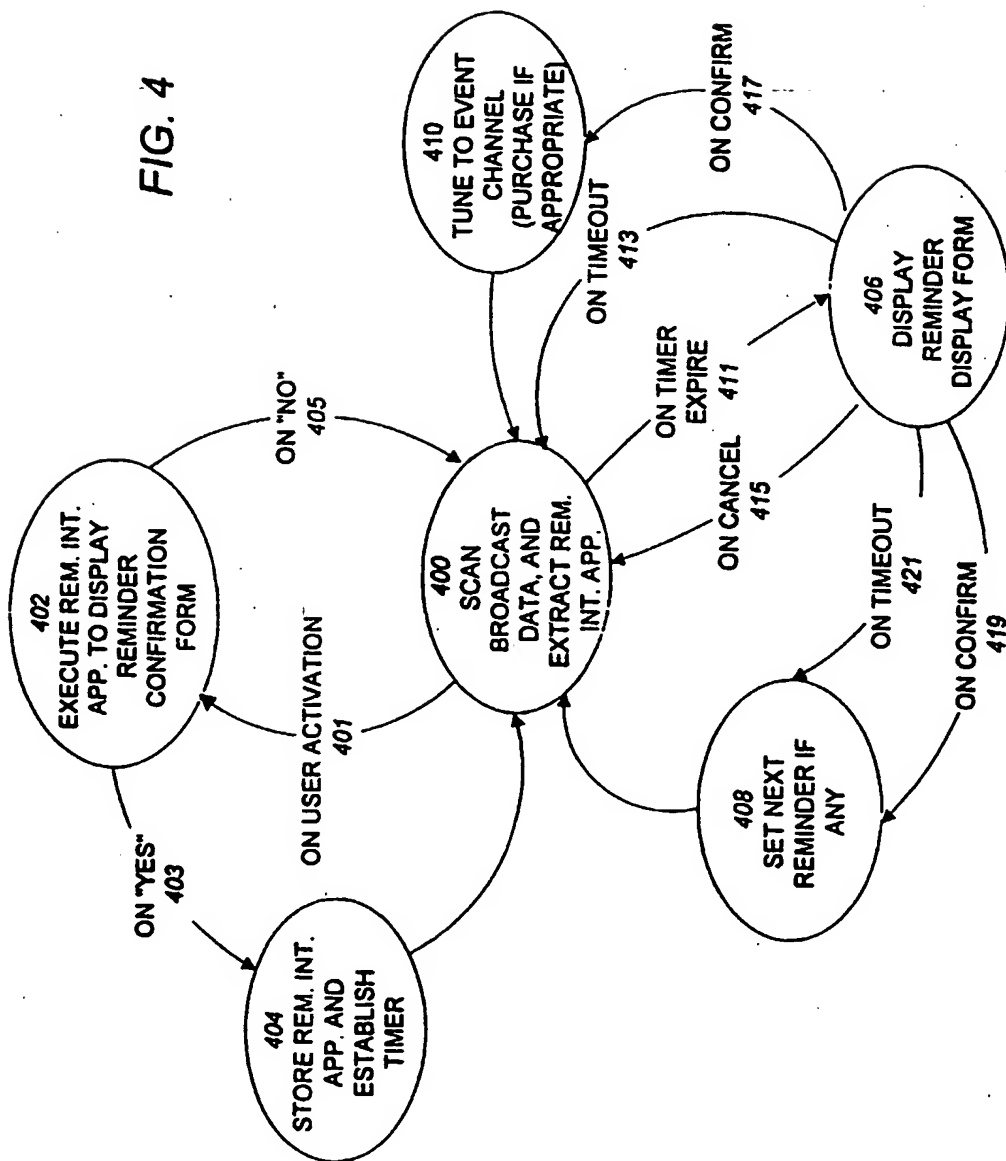 FIG. 4
402
EXECUTE REM. INT.
APP. TO DISPLAY
REMINDER
CONFIRMATION
FORM
ON "YES"
403
ON "NO"
405
404
STORE REM. INT.
APP. AND
ESTABLISH
TIMER
ON USER ACTIVATION
401
400
SCAN
BROADCAST
DATA, AND
EXTRACT REM.
INT. APP.
410
TUNE TO EVENT
CHANNEL
(PURCHASE IF
APPROPRIATE)
ON TIMEOUT
413
ON CONFIRM
417
ON TIMER
EXPIRE
411
ON CANCEL
415
406
DISPLAY
REMINDER
DISPLAY FORM
408
SET NEXT
REMINDER IF
ANY
ON TIMEOUT
421
ON CONFIRM
419